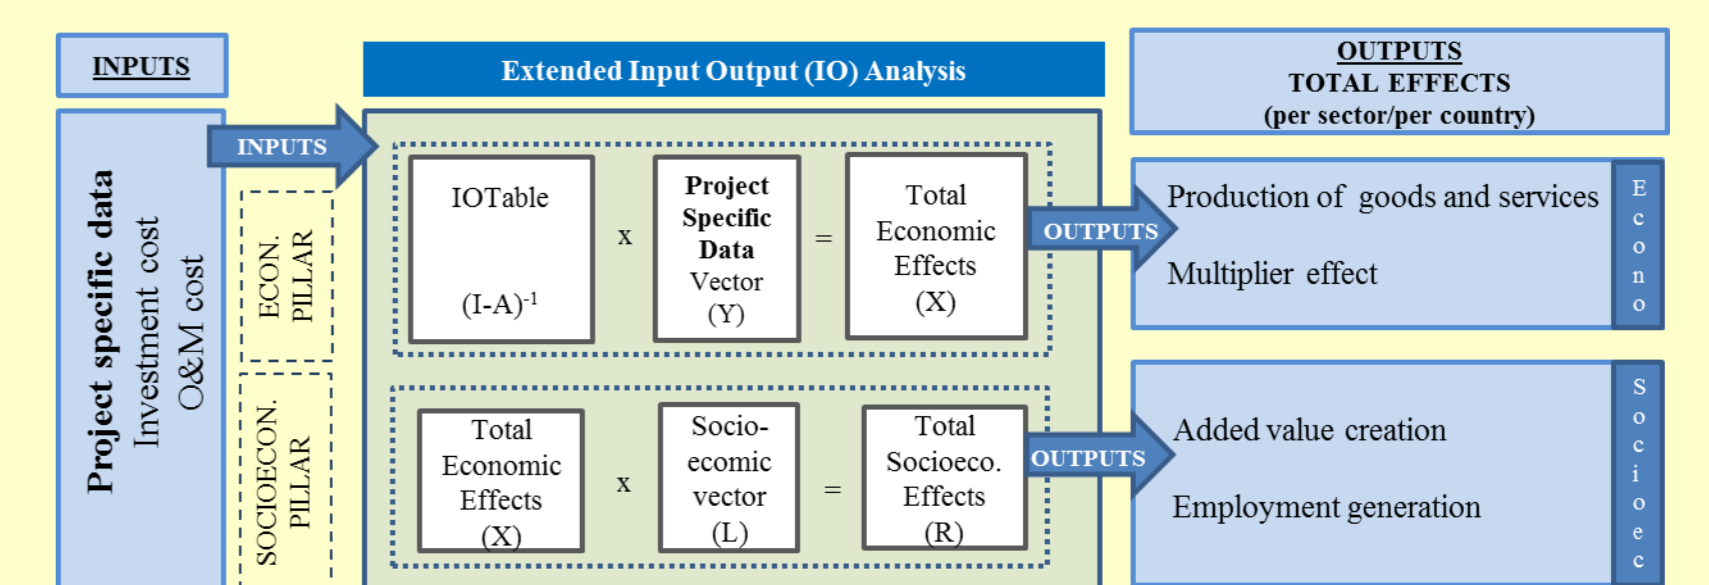 INPUTS
Extended Input Output (IO) Analysis
OUTPUTS
TOTAL EFFECTS
(per sector/per country)
Project specific data
Investment cost
O&M cost
INPUTS
ECON.
PILLAR
IOTable
(I-A)-1
x
Project
Specific
Data
Vector
(Y)
=
Total
Economic
Effects
(X)
OUTPUTS
Production of goods and services
Multiplier effect
Econo
SOCIOECON.
PILLAR
Total
Economic
Effects
(X)
x
Socio-
ecomic
vector
(L)
=
Total
Socioeco.
Effects
(R)
OUTPUTS
Added value creation
Employment generation
Socioec